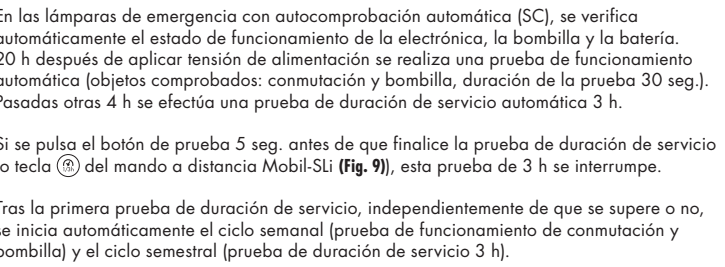 En las lámparas de emergencia con autocomprobación automática (SC), se verifica
automáticamente el estado de funcionamiento de la electrónica, la bombilla y la batería.
20 h después de aplicar tensión de alimentación se realiza una prueba de funcionamiento
automática (objetos comprobados: conmutación y bombilla, duración de la prueba 30 seg.).
Pasadas otras 4 h se efectúa una prueba de duración de servicio automática 3 h.
Si se pulsa el botón de prueba 5 seg. antes de que finalice la prueba de duración de servicio
(o tecla del mando a distancia Mobil-SLi (Fig. 9)), esta prueba de 3 h se interrumpe.
Tras la primera prueba de duración de servicio, independientemente de que se supere o no,
se inicia automáticamente el ciclo semanal (prueba de funcionamiento de conmutación y
bombilla) y el ciclo semestral (prueba de duración de servicio 3 h).